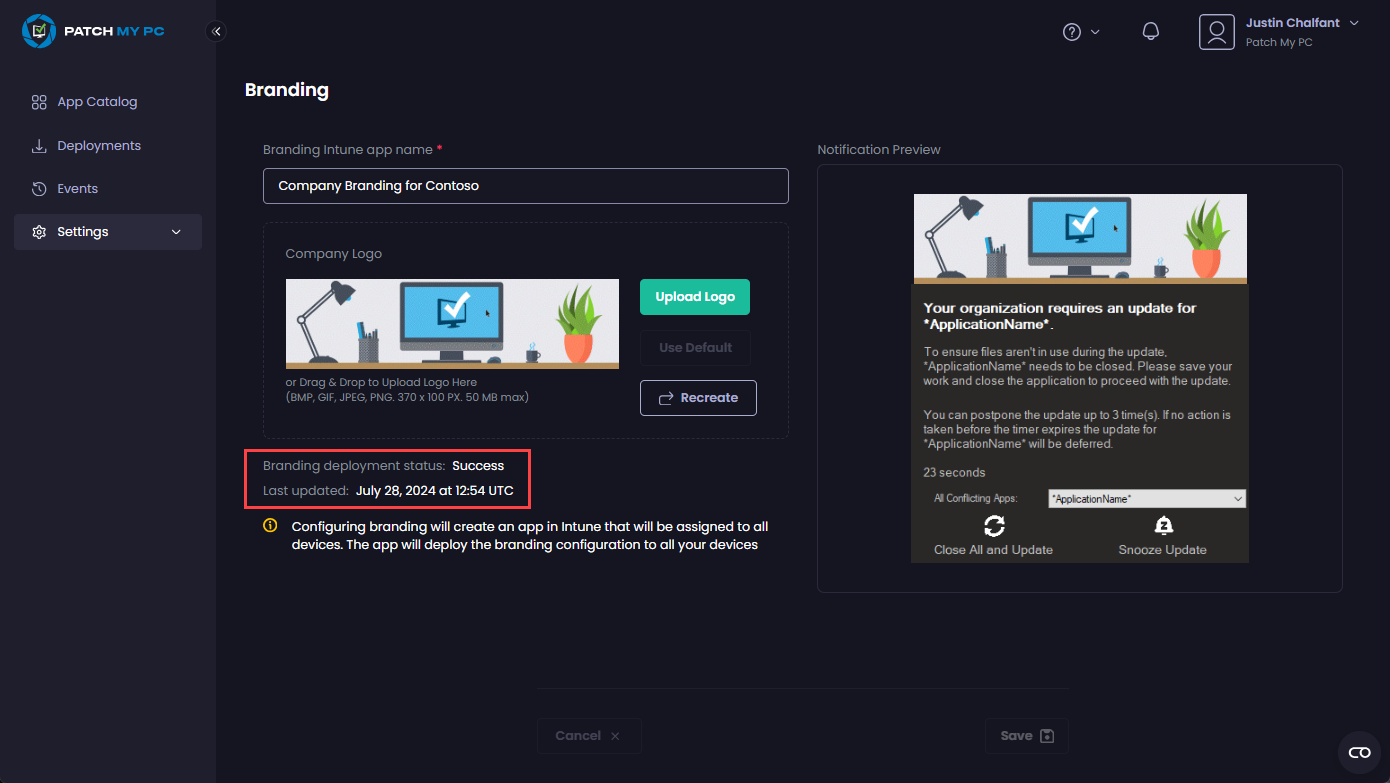 PATCH MY PC
Justin Chalfant
Patch My PC
App Catalog
Deployments
Events
Settings
Branding
Branding Intune app name *
Company Branding for Contoso
Company Logo
Upload Logo
Use Default
or Drag & Drop to Upload Logo Here
(BMP, GIF, JPEG, PNG. 370 x 100 PX. 50 MB max)
Recreate
Branding deployment status: Success
Last updated: July 28, 2024 at 12:54 UTC
Configuring branding will create an app in Intune that will be assigned to all
devices. The app will deploy the branding configuration to all your devices
Notification Preview
Your organization requires an update for
*ApplicationName*.
To ensure files aren't in use during the update,
*ApplicationName* needs to be closed. Please save your
work and close the application to proceed with the update.
You can postpone the update up to 3 time(s). If no action is
taken before the timer expires the update for
*ApplicationName* will be deferred.
23 seconds
All Conflicting Apps: *ApplicationName*
Close All and Update
Snooze Update
Cancel
Save